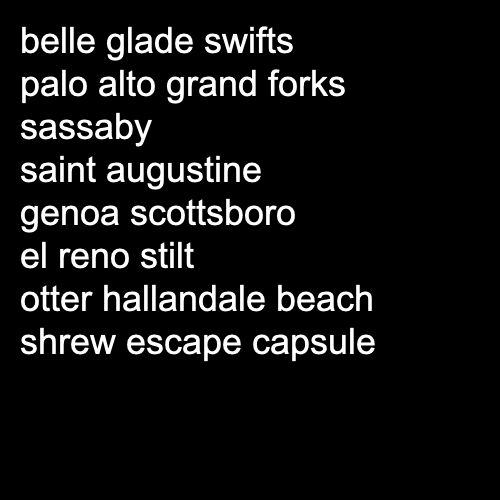 belle glade swifts
palo alto grand forks
sassaby
saint augustine
genoa scottsboro
el reno stilt
otter hallandale beach
shrew escape capsule